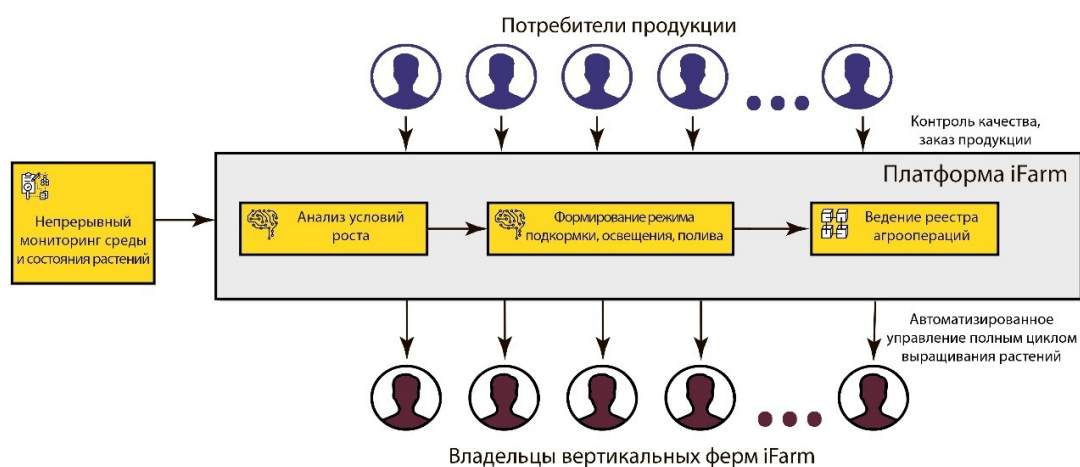 Потребители продукции
Контроль качества,
заказ продукции
Платформа iFarm
Непрерывный
мониторинг среды
и состояния растений
Анализ условий
роста
Формирование режима
подкормки, освещения, полива
Ведение реестра
агроопераций
Автоматизированное
управление полным циклом
выращивания растений
Владельцы вертикальных ферм iFarm